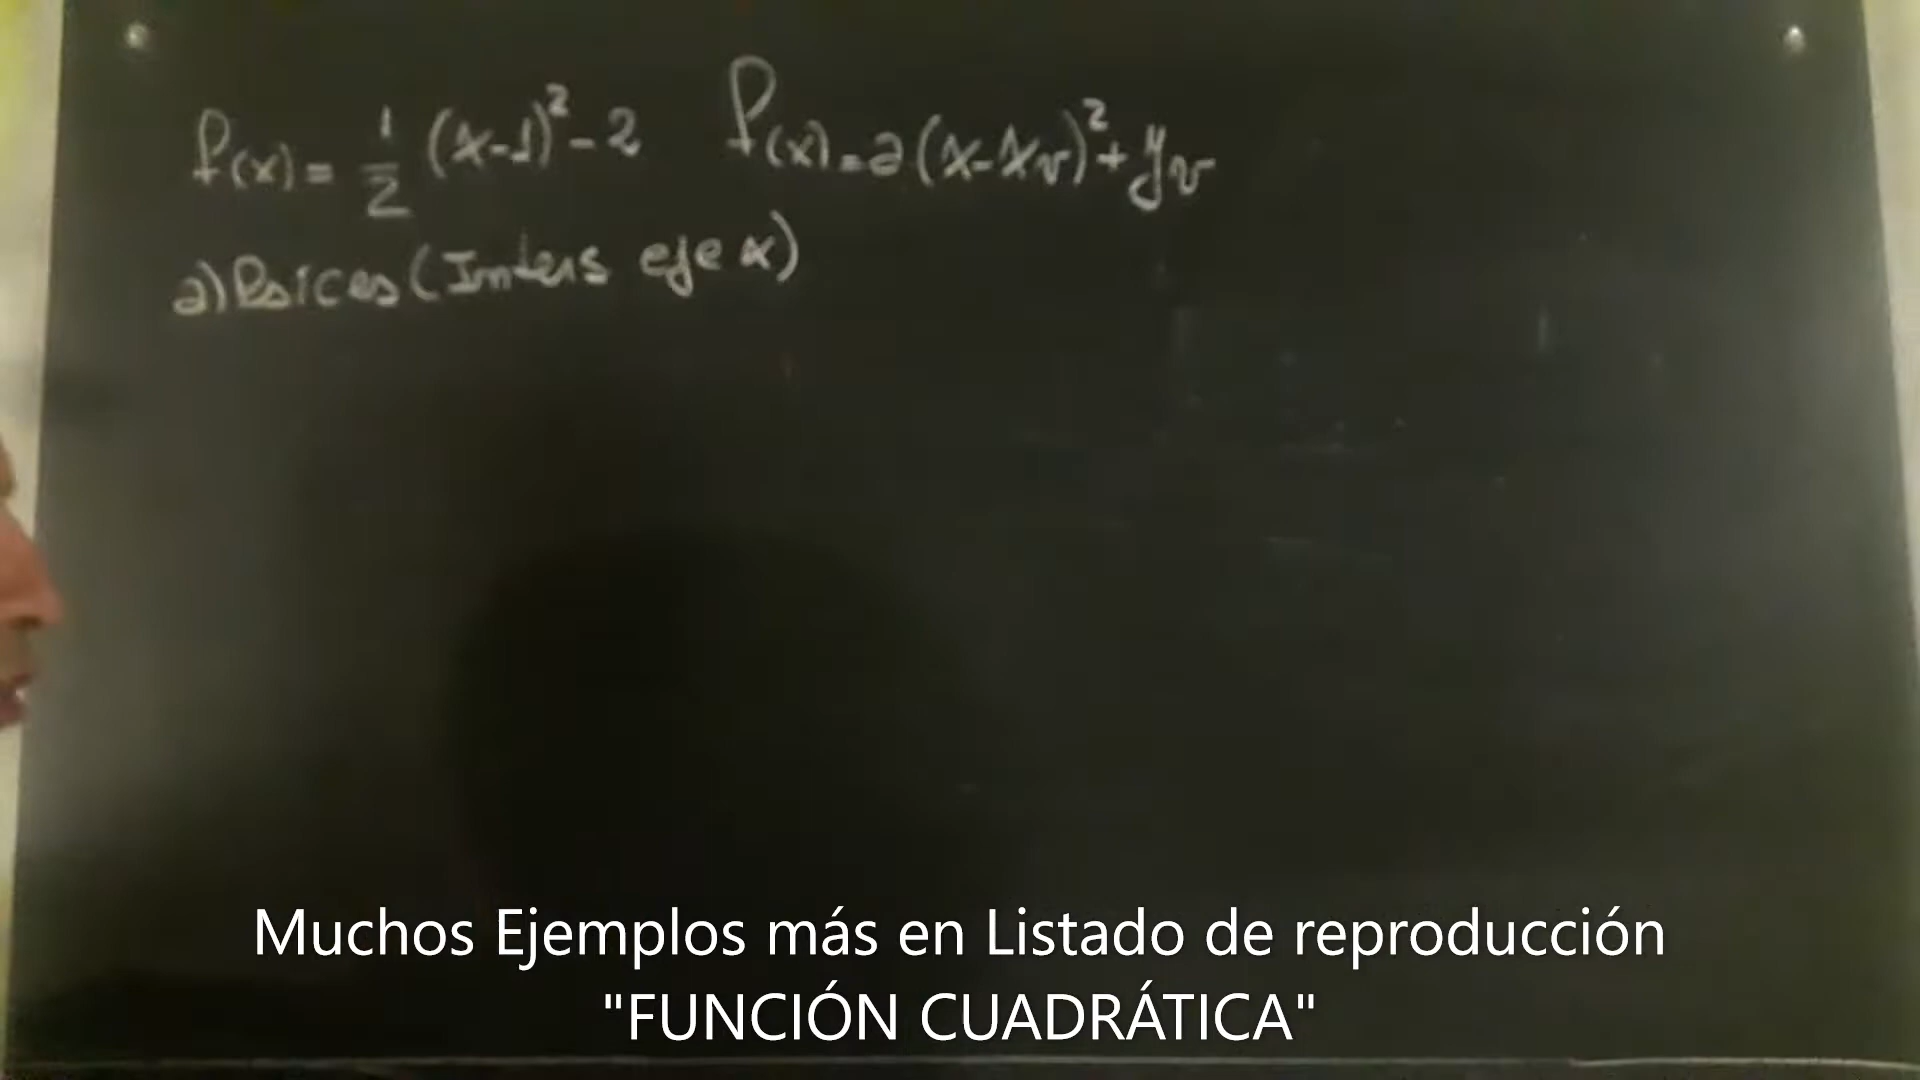 f(x) = 1/2 (x-1)² - 2 f(x) = a(x-xv)² + yv
a) Raíces (Inters eje x)
Muchos Ejemplos más en Listado de reproducción
"FUNCIÓN CUADRÁTICA"